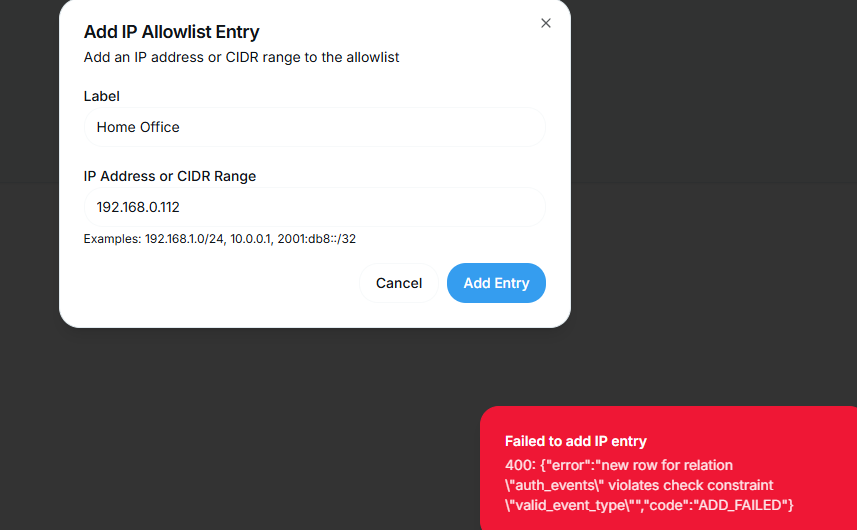 Add IP Allowlist Entry
Add an IP address or CIDR range to the allowlist
Label
Home Office
IP Address or CIDR Range
192.168.0.112
Examples: 192.168.1.0/24, 10.0.0.1, 2001:db8::/32
Cancel
Add Entry
Failed to add IP entry
400: {"error":"new row for relation
\"auth_events\" violates check constraint
\"valid_event_type\"","code":"ADD_FAILED"}